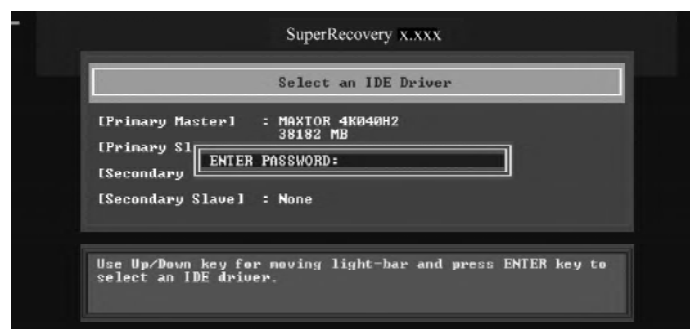 SuperRecovery x.xxx
Select an IDE Driver
[Primary Master] : MAXTOR 4K040H2
38182 MB
[Primary Sl
ENTER PASSWORD:
[Secondary
[Secondary Slave] : None
Use Up/Down key for moving light-bar and press ENTER key to
select an IDE driver.